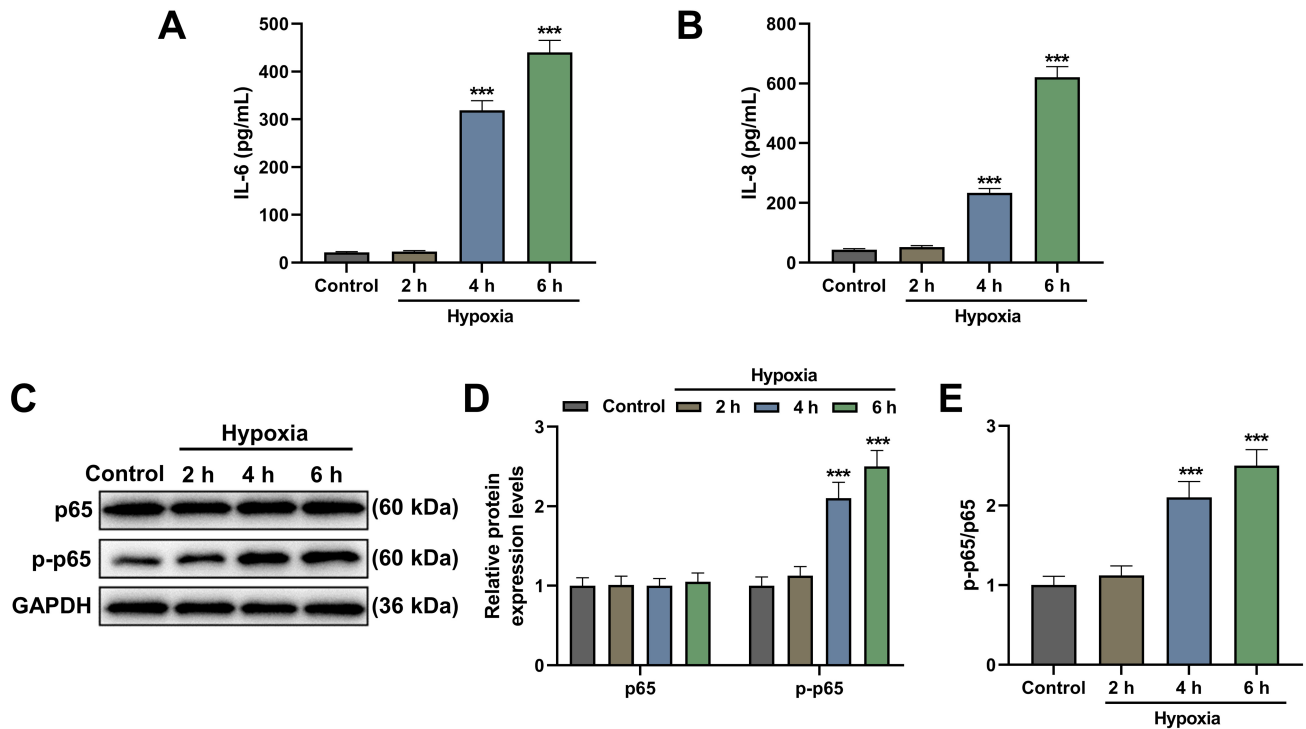 A
IL-6 (pg/mL)
500
400
300
200
100
0
***
***
Control 2 h 4 h 6 h
Hypoxia
B
IL-8 (pg/mL)
800
600
400
200
0
***
***
Control 2 h 4 h 6 h
Hypoxia
C
Hypoxia
Control 2 h 4 h 6 h
p65 (60 kDa)
p-p65 (60 kDa)
GAPDH (36 kDa)
D
Hypoxia
Control 2 h 4 h 6 h
Relative protein
expression levels
3
2
1
0
***
***
p65 p-p65
E
p-p65/p65
3
2
1
0
***
***
Control 2 h 4 h 6 h
Hypoxia